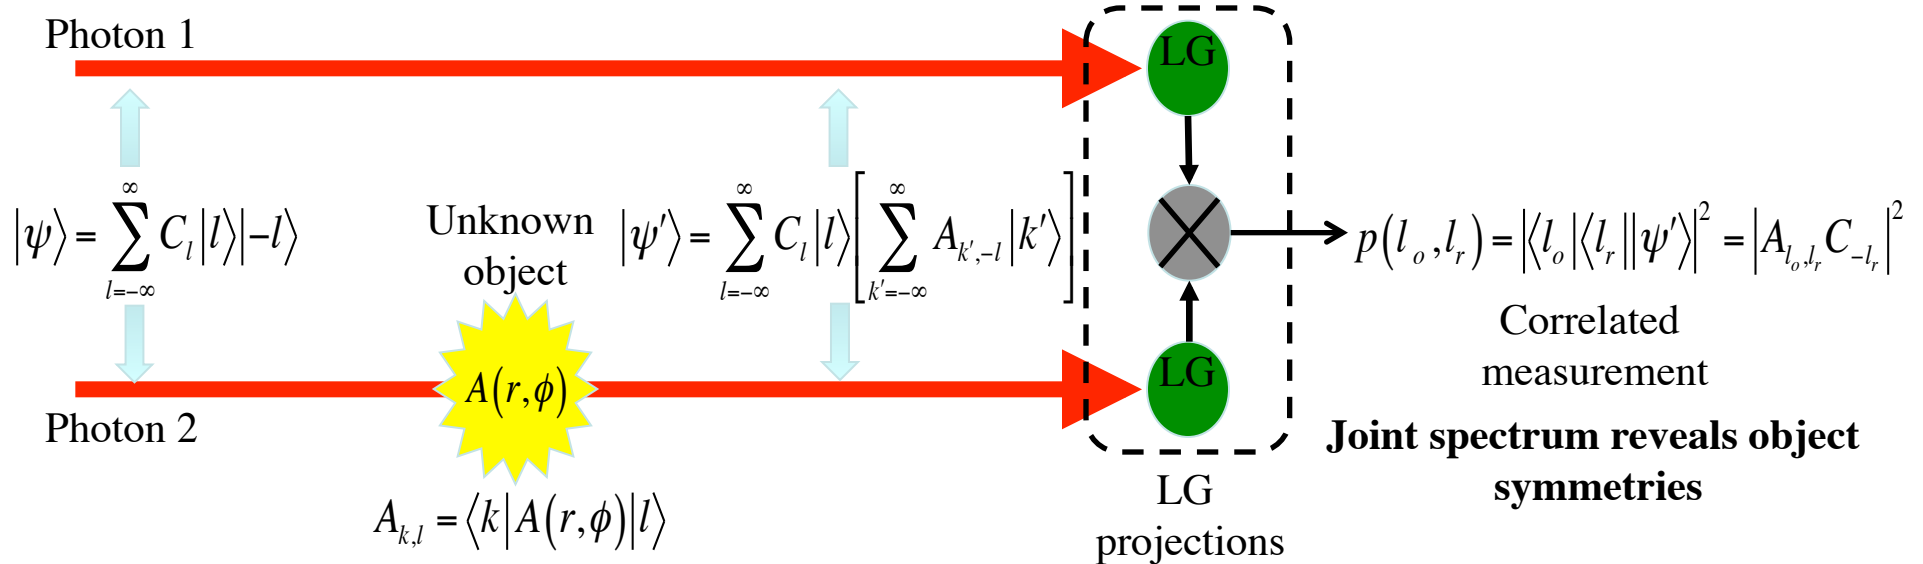 Photon 1
LG
|ψ⟩ = ∑_{l=-∞}^{∞} C_l |l⟩|-l⟩
Unknown
object
|ψ′⟩ = ∑_{l=-∞}^{∞} C_l |l⟩ [ ∑_{k′=-∞}^{∞} A_{k′,-l} |k′⟩ ]
p(l_o, l_r) = |⟨l_o|⟨l_r||ψ′⟩|^2 = |A_{l_o,l_r} C_{-l_r}|^2
Correlated
measurement
A(r,ϕ)
LG
Photon 2
Joint spectrum reveals object
symmetries
A_{k,l} = ⟨k|A(r,ϕ)|l⟩
LG
projections